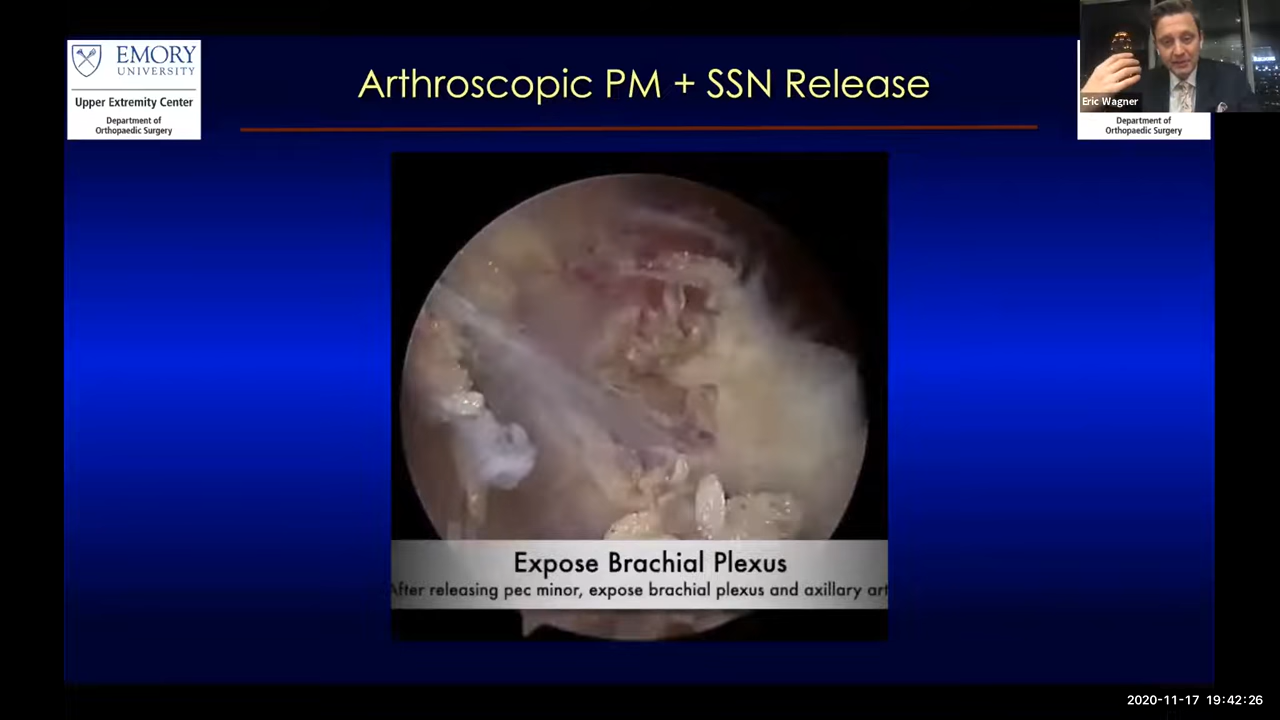 EMORY
UNIVERSITY
Upper Extremity Center
Department of
Orthopaedic Surgery
Arthroscopic PM + SSN Release
Eric Wagner
Department of
Orthopaedic Surgery
Expose Brachial Plexus
After releasing pec minor, expose brachial plexus and axillary art
2020-11-17 19:42:26